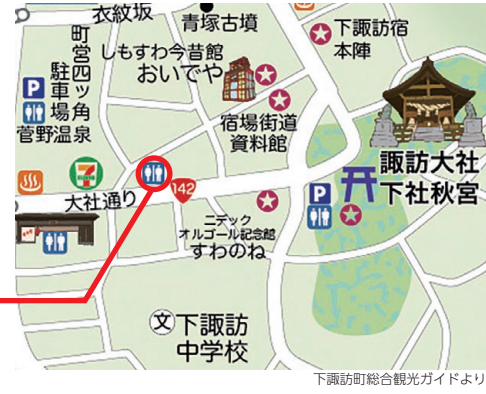 衣紋坂
青塚古墳
下諏訪宿
本陣
町営四ツ角
駐車場
P
しもすわ今昔館
おいでや
宿場街道
資料館
菅野温泉
諏訪大社
下社秋宮
P
大社通り
142
ニデック
オルゴール記念館
すわのね
文
下諏訪
中学校
下諏訪町総合観光ガイドより